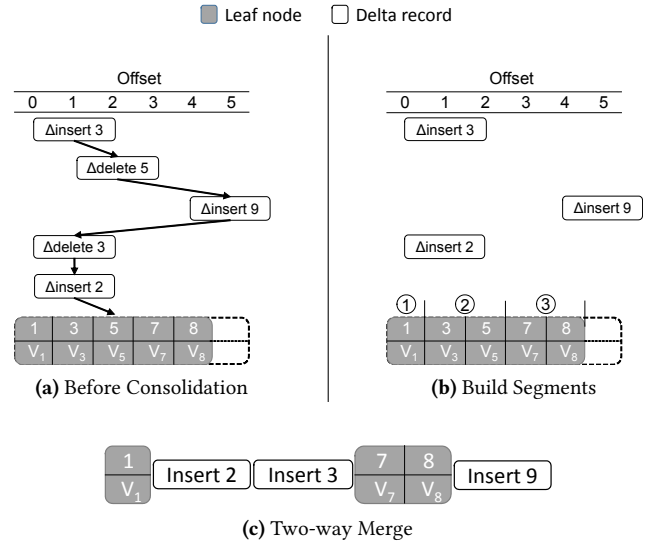 Leaf node Delta record
Offset
0 1 2 3 4 5
Δinsert 3
Δdelete 5
Δinsert 9
Δdelete 3
Δinsert 2
1 3 5 7 8
V1 V3 V5 V7 V8
(a) Before Consolidation
Offset
0 1 2 3 4 5
Δinsert 3
Δinsert 9
Δinsert 2
① ② ③
1 3 5 7 8
V1 V3 V5 V7 V8
(b) Build Segments
1 Insert 2 Insert 3 7 8 Insert 9
V1 V7 V8
(c) Two-way Merge